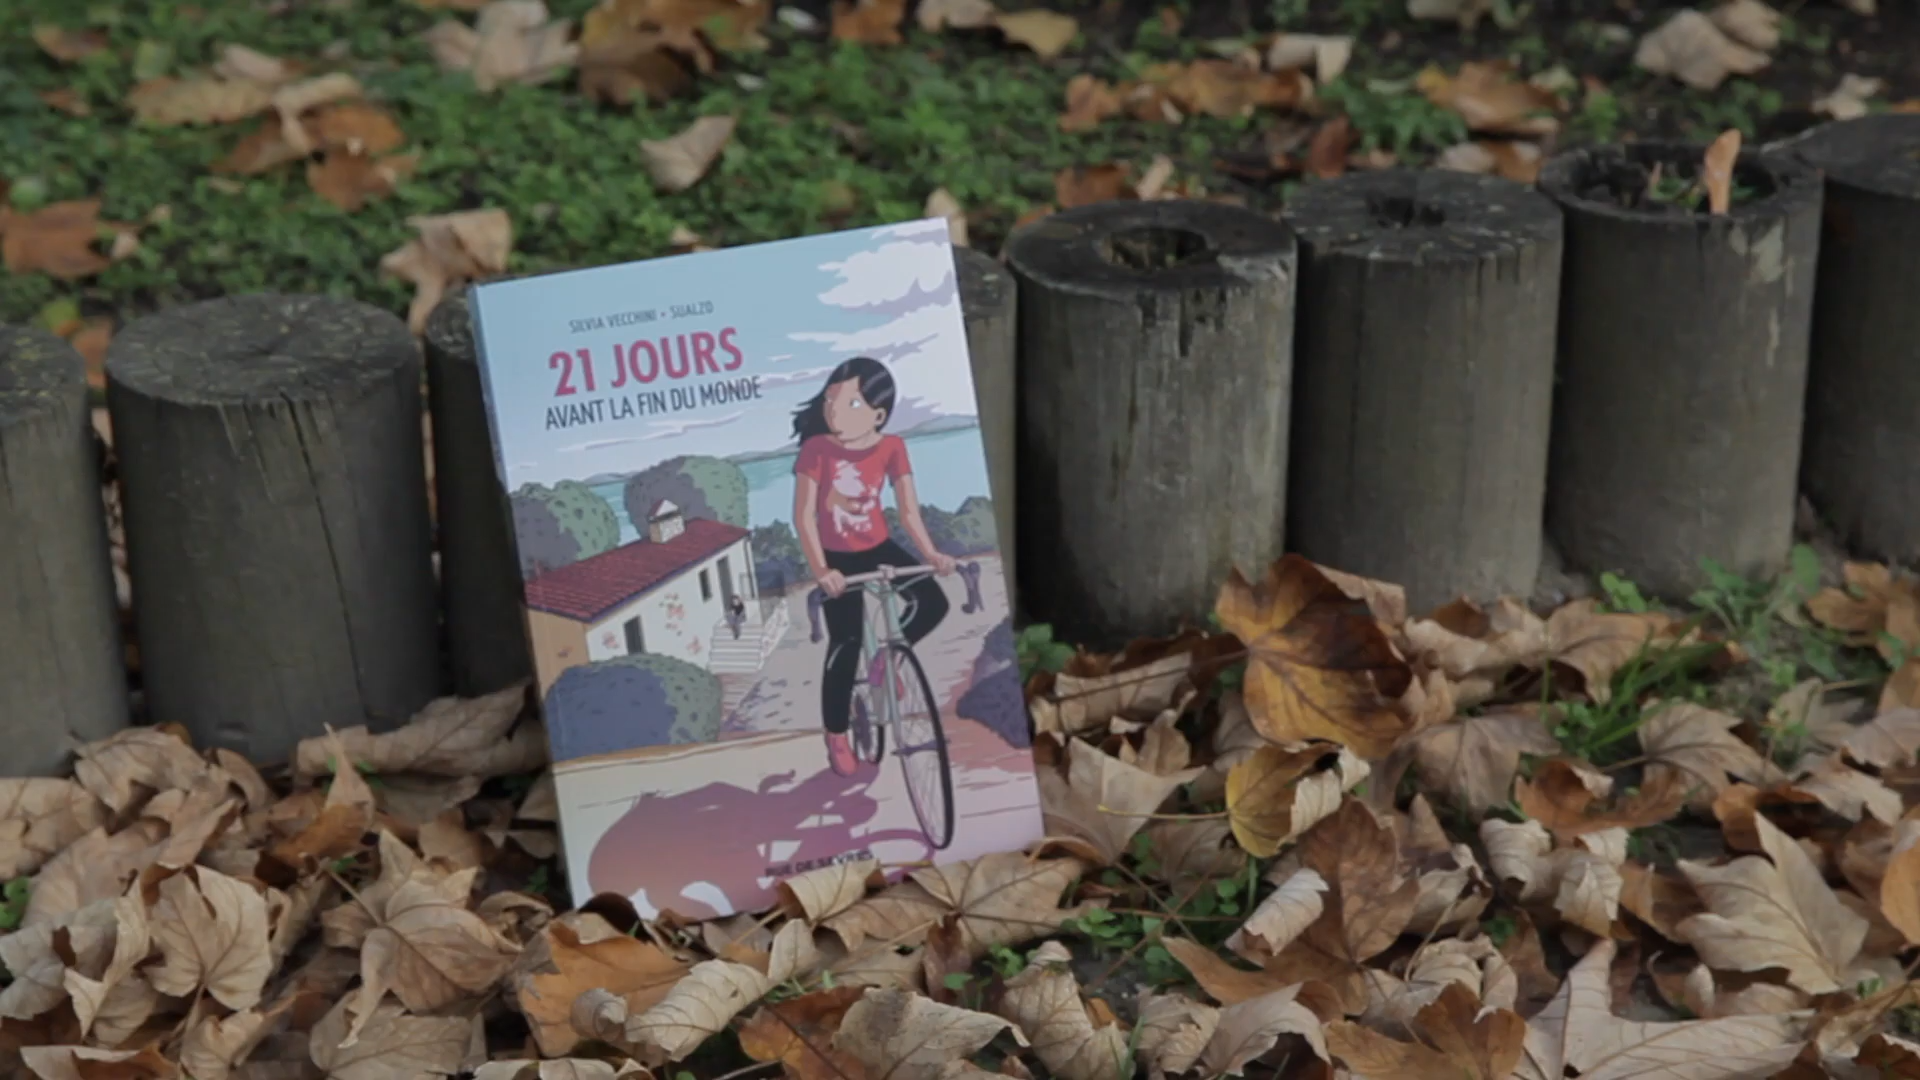 SILVIA VECCHINI • SUALZO
21 JOURS
AVANT LA FIN DU MONDE
RUE DE SÈVRES